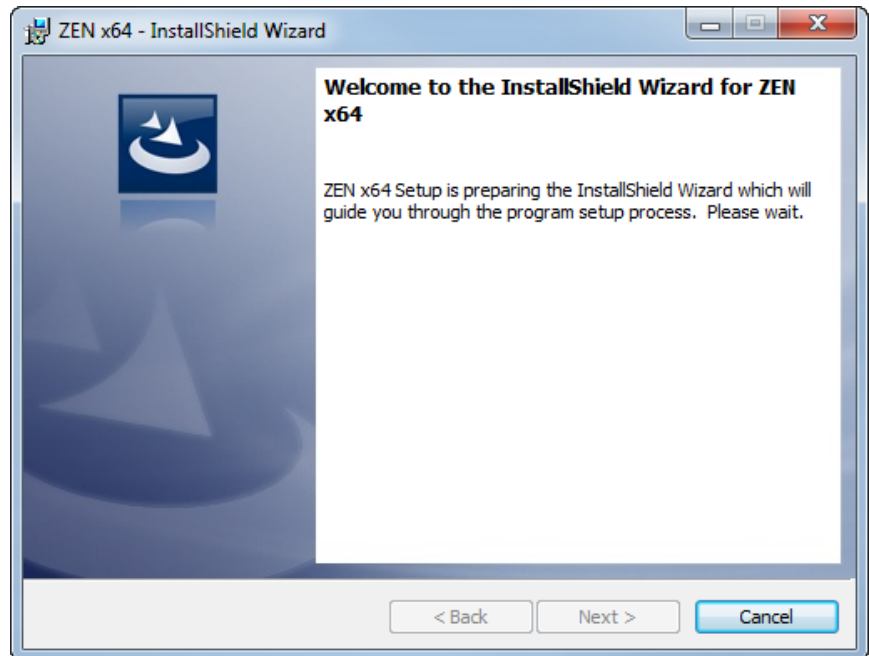 ZEN x64 - InstallShield Wizard
Welcome to the InstallShield Wizard for ZEN
x64
ZEN x64 Setup is preparing the InstallShield Wizard which will
guide you through the program setup process.  Please wait.
< Back
Next >
Cancel